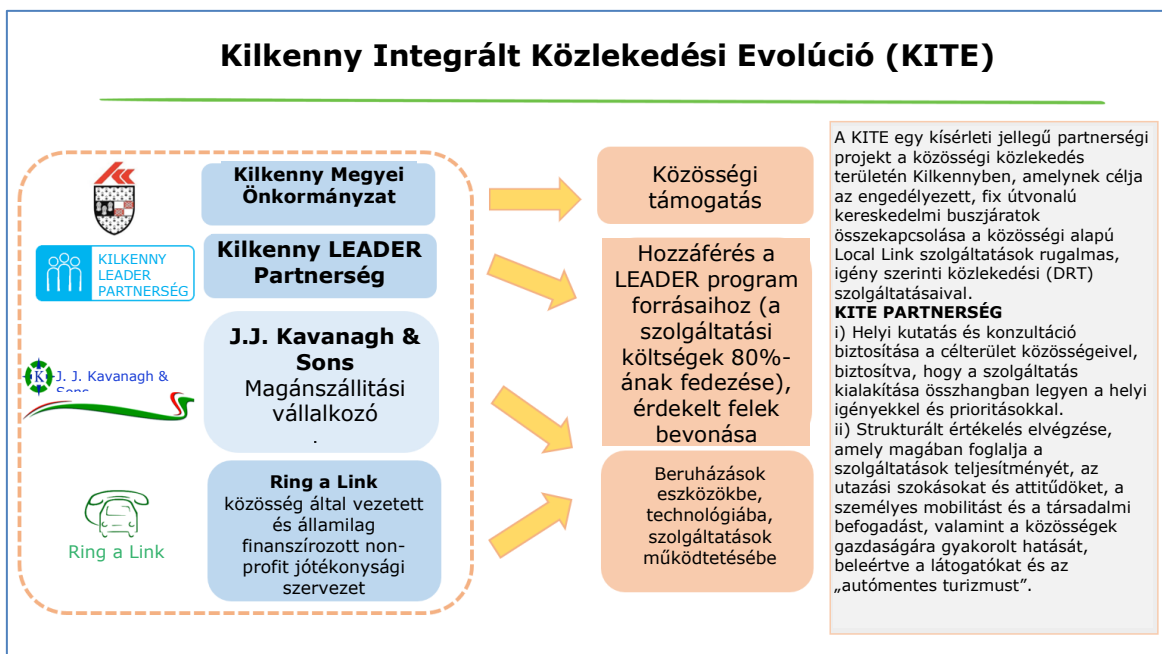 Kilkenny Integrált Közlekedési Evolúció (KITE)
Kilkenny Megyei
Önkormányzat
KILKENNY
LEADER
PARTNERSÉG
Kilkenny LEADER
Partnerség
J. J. Kavanagh &
K
J.J. Kavanagh &
Sons
Magánszállitási
vállalkozó
.
Ring a Link
Ring a Link
közösség által vezetett
és államilag
finanszírozott non-
profit jótékonysági
szervezet
Közösségi
támogatás
Hozzáférés a
LEADER program
forrásaihoz (a
szolgáltatási
költségek 80%-
ának fedezése),
érdekelt felek
bevonása
Beruházások
eszközökbe,
technológiába,
szolgáltatások
működtetésébe
A KITE egy kísérleti jellegű partnerségi
projekt a közösségi közlekedés
területén Kilkennyben, amelynek célja
az engedélyezett, fix útvonalú
kereskedelmi buszjáratok
összekapcsolása a közösségi alapú
Local Link szolgáltatások rugalmas,
igény szerinti közlekedési (DRT)
szolgáltatásaival.
KITE PARTNERSÉG
i) Helyi kutatás és konzultáció
biztosítása a célterület közösségeivel,
biztosítva, hogy a szolgáltatás
kialakítása összhangban legyen a helyi
igényekkel és prioritásokkal.
ii) Strukturált értékelés elvégzése,
amely magában foglalja a
szolgáltatások teljesítményét, az
utazási szokásokat és attitűdöket, a
személyes mobilitást és a társadalmi
befogadást, valamint a közösségek
gazdaságára gyakorolt hatását,
beleértve a látogatókat és az
„autómentes turizmust”.